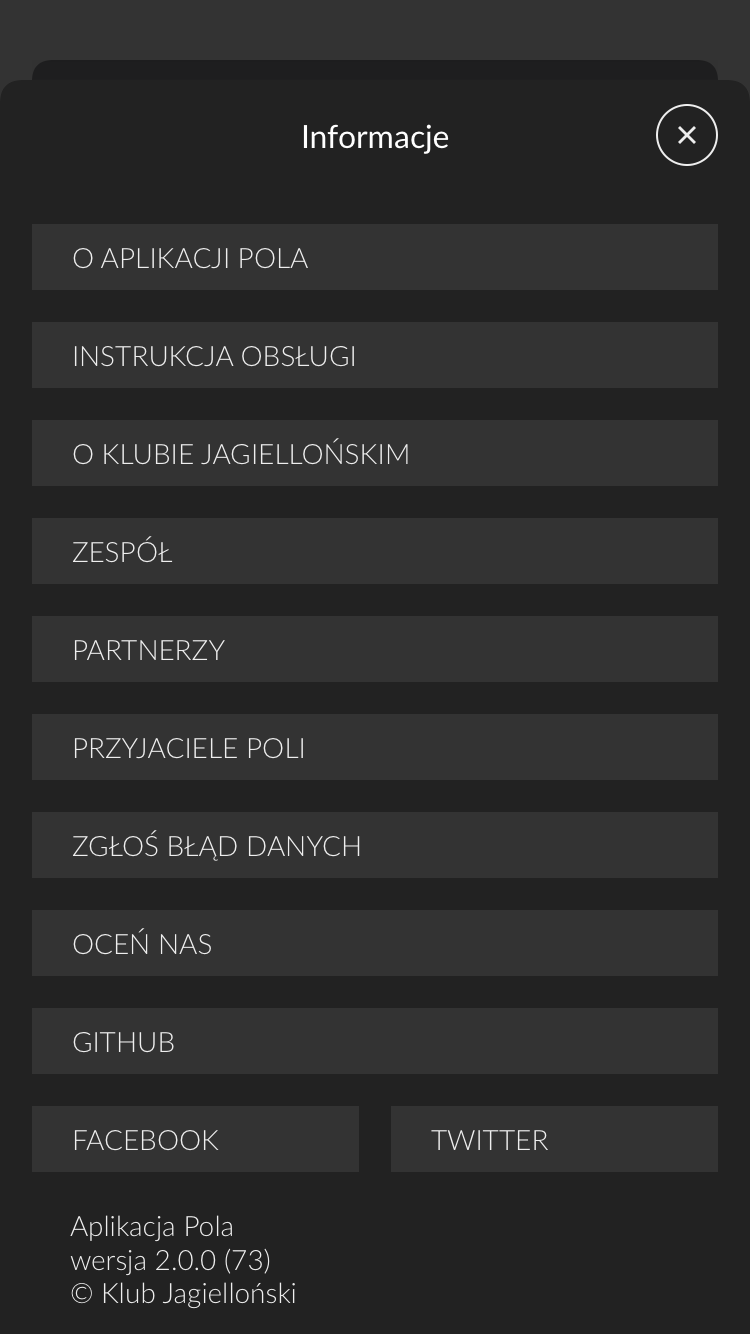 Informacje
O APLIKACJI POLA
INSTRUKCJA OBSŁUGI
O KLUBIE JAGIELLOŃSKIM
ZESPÓŁ
PARTNERZY
PRZYJACIELE POLI
ZGŁOŚ BŁĄD DANYCH
OCEŃ NAS
GITHUB
FACEBOOK
TWITTER
Aplikacja Pola
wersja 2.0.0 (73)
© Klub Jagielloński